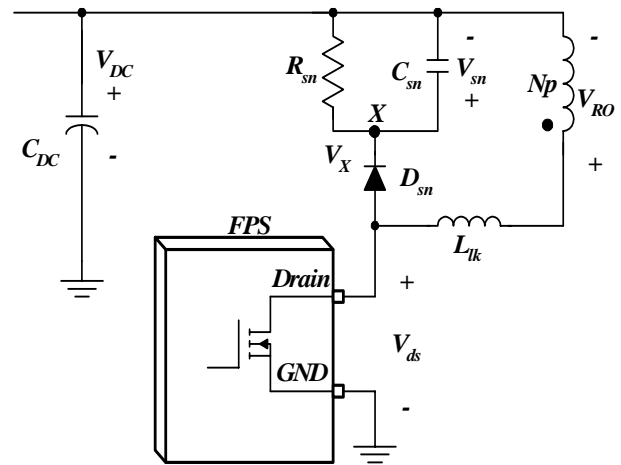 V_DC
+
C_DC
-
R_sn
C_sn
-
V_sn
+
Np
-
V_RO
+
X
V_X
D_sn
L_lk
FPS
Drain
GND
+
V_ds
-